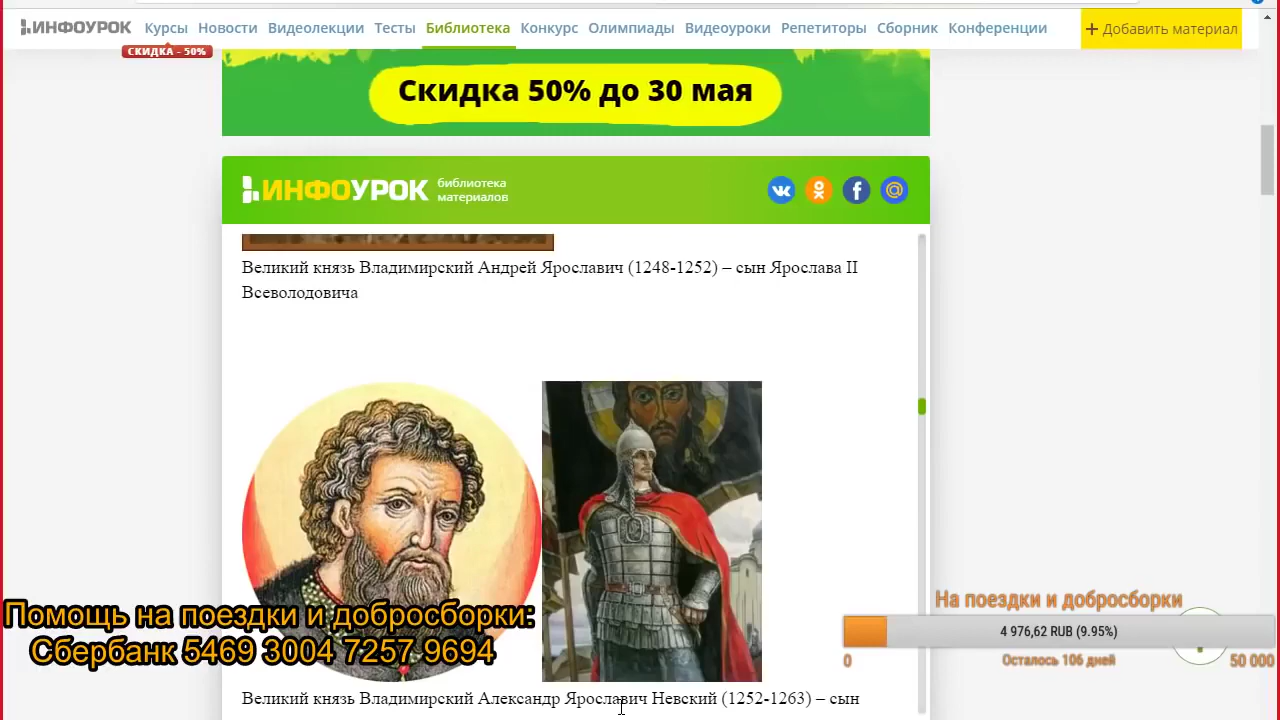 ИНФОУРОК Курсы Новости Видеолекции Тесты Библиотека Конкурс Олимпиады Видеоуроки Репетиторы Сборник Конференции + Добавить материал
СКИДКА - 50%
Скидка 50% до 30 мая
ИНФОУРОК библиотека материалов
Великий князь Владимирский Андрей Ярославич (1248-1252) – сын Ярослава II
Всеволодовича
На поездки и добросборки
Помощь на поездки и добросборки:
4 976,62 RUB (9.95%)
Сбербанк 5469 3004 7257 9694
0 Осталось 106 дней 50 000
Великий князь Владимирский Александр Ярославич Невский (1252-1263) – сын